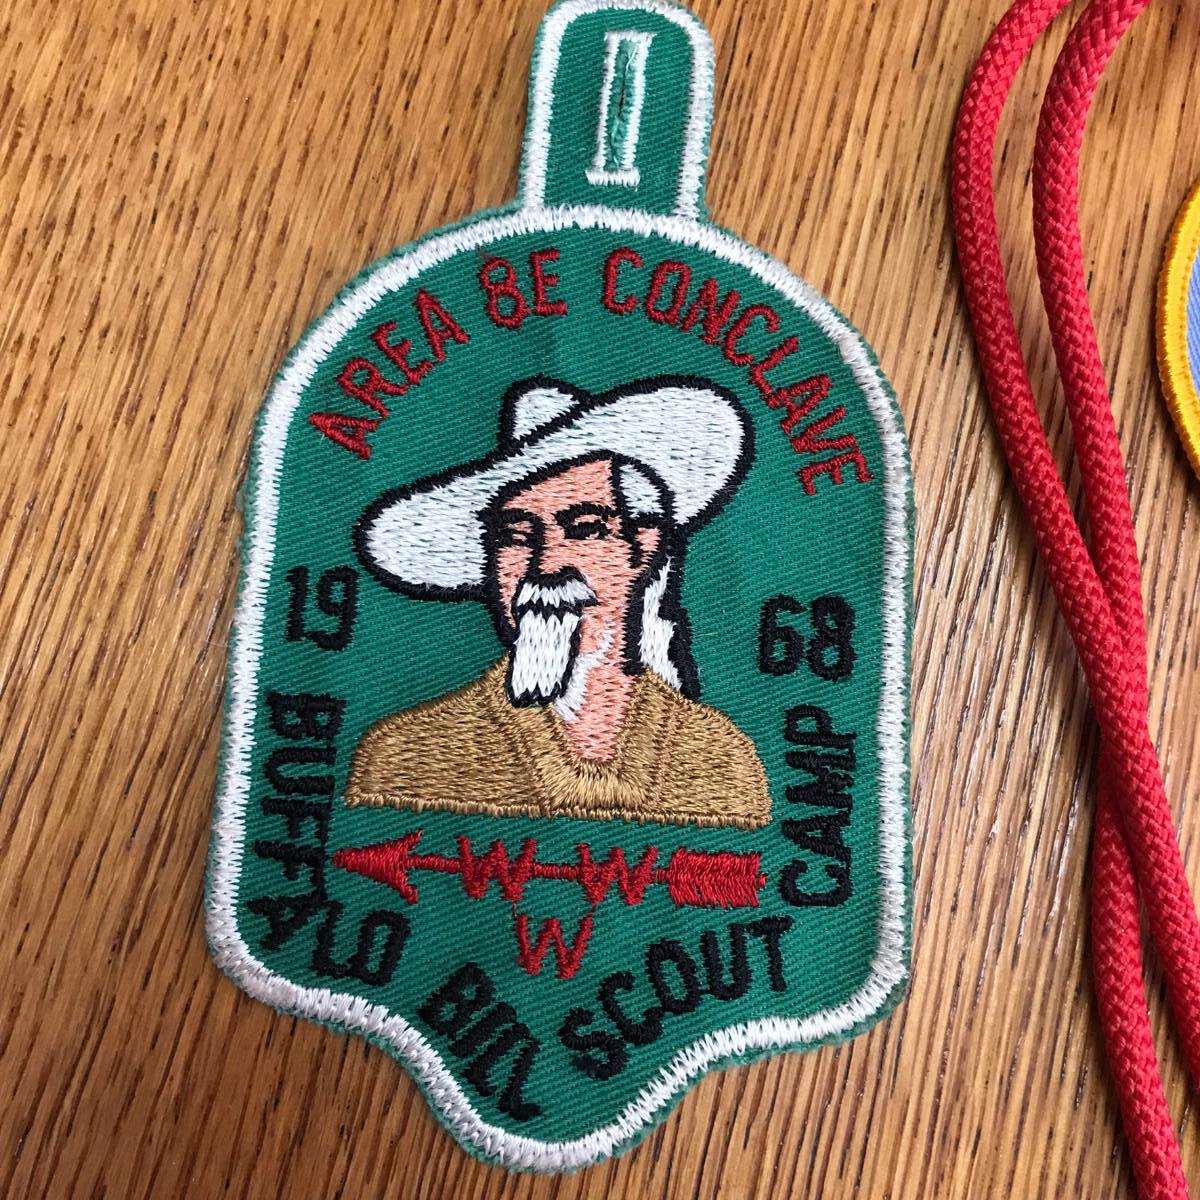 AREA 8E CONCLAVE
19 68
WWW
BUFFALO BILL SCOUT CAMP